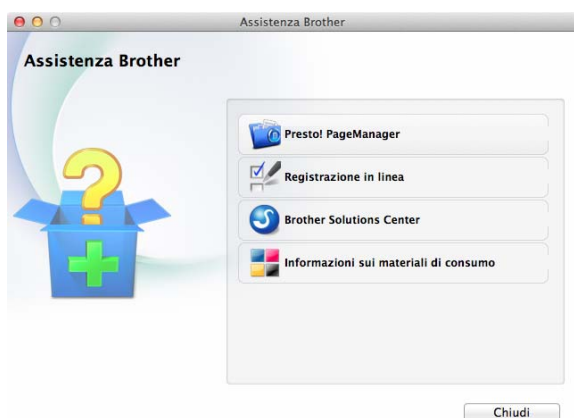 Assistenza Brother
Assistenza Brother
Presto! PageManager
Registrazione in linea
Brother Solutions Center
Informazioni sui materiali di consumo
Chiudi